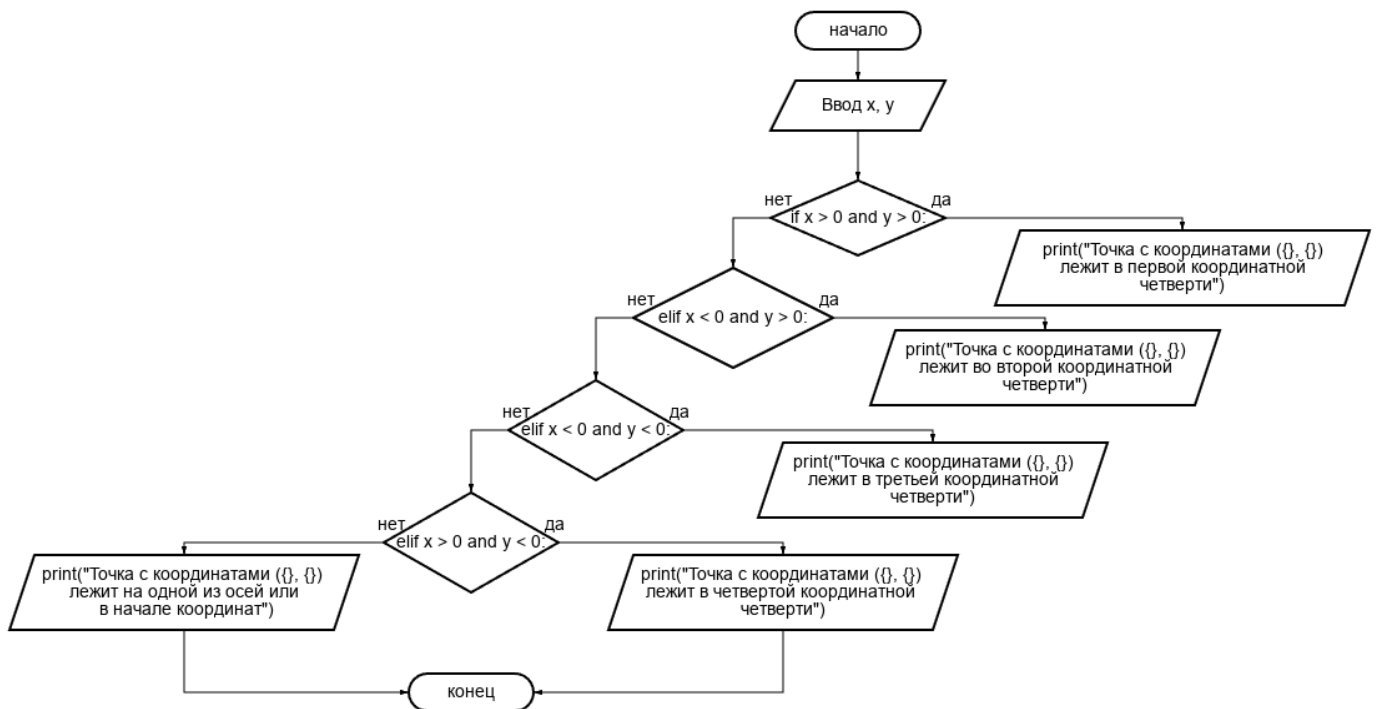 начало
Ввод x, y
нет
да
if x > 0 and y > 0:
print("Точка с координатами ({}, {})
лежит в первой координатной
четверти")
нет
да
elif x < 0 and y > 0:
print("Точка с координатами ({}, {})
лежит во второй координатной
четверти")
нет
да
elif x < 0 and y < 0:
print("Точка с координатами ({}, {})
лежит в третьей координатной
четверти")
нет
да
elif x > 0 and y < 0:
print("Точка с координатами ({}, {})
лежит на одной из осей или
в начале координат")
print("Точка с координатами ({}, {})
лежит в четвертой координатной
четверти")
конец